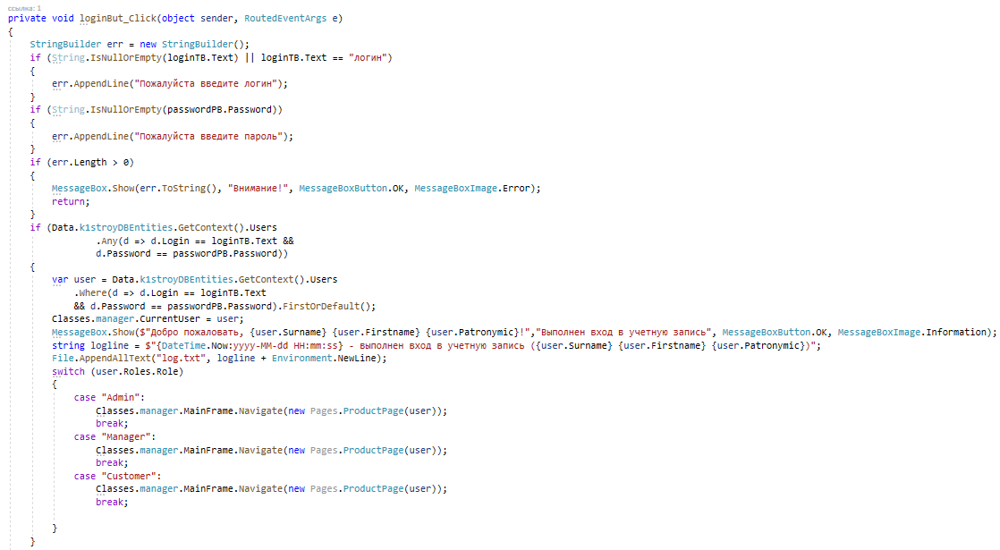 ссылка: 1
private void loginBut_Click(object sender, RoutedEventArgs e)
{
    StringBuilder err = new StringBuilder();
    if (String.IsNullOrEmpty(loginTB.Text) || loginTB.Text == "логин")
    {
        err.AppendLine("Пожалуйста введите логин");
    }
    if (String.IsNullOrEmpty(passwordPB.Password))
    {
        err.AppendLine("Пожалуйста введите пароль");
    }
    if (err.Length > 0)
    {
        MessageBox.Show(err.ToString(), "Внимание!", MessageBoxButton.OK, MessageBoxImage.Error);
        return;
    }
    if (Data.k1stroyDBEntities.GetContext().Users
            .Any(d => d.Login == loginTB.Text &&
            d.Password == passwordPB.Password))
    {
        var user = Data.k1stroyDBEntities.GetContext().Users
            .Where(d => d.Login == loginTB.Text
            && d.Password == passwordPB.Password).FirstOrDefault();
        Classes.manager.CurrentUser = user;
        MessageBox.Show($"Добро пожаловать, {user.Surname} {user.Firstname} {user.Patronymic}!","Выполнен вход в учетную запись", MessageBoxButton.OK, MessageBoxImage.Information);
        string logline = $"{DateTime.Now:yyyy-MM-dd HH:mm:ss} - выполнен вход в учетную запись ({user.Surname} {user.Firstname} {user.Patronymic})";
        File.AppendAllText("log.txt", logline + Environment.NewLine);
        switch (user.Roles.Role)
        {
            case "Admin":
                Classes.manager.MainFrame.Navigate(new Pages.ProductPage(user));
                break;
            case "Manager":
                Classes.manager.MainFrame.Navigate(new Pages.ProductPage(user));
                break;
            case "Customer":
                Classes.manager.MainFrame.Navigate(new Pages.ProductPage(user));
                break;
        }
    }